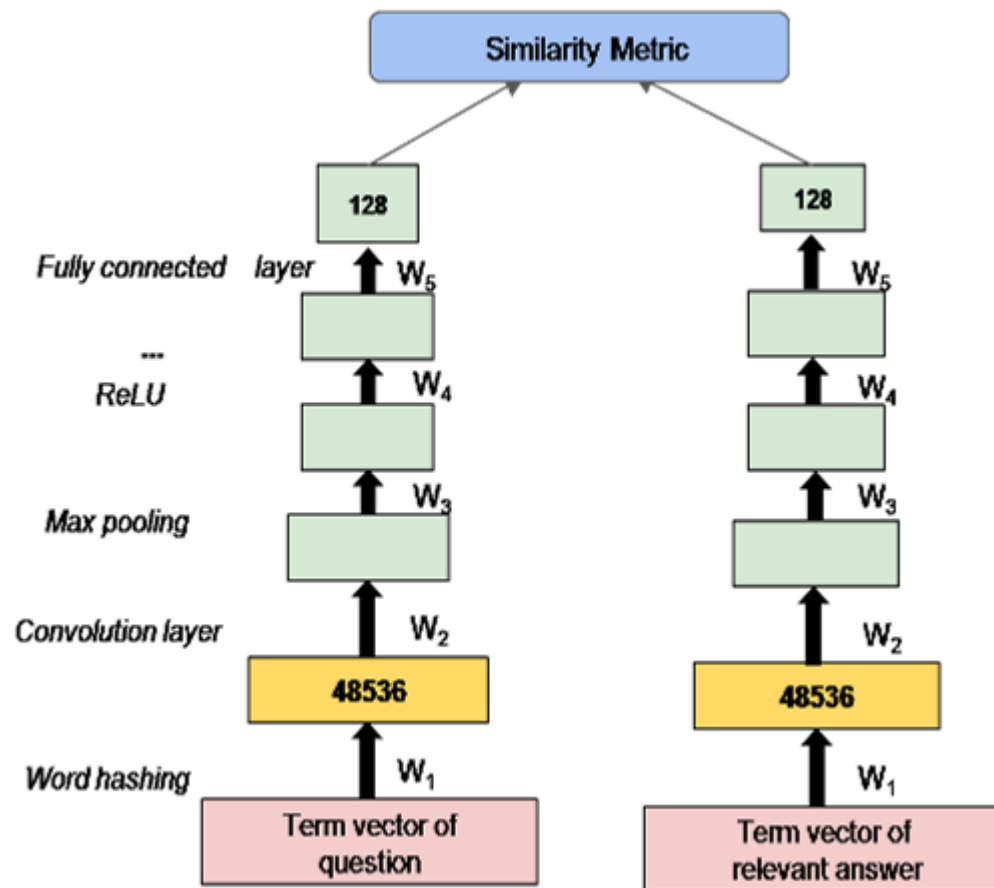 Similarity Metric
128
128
Fully connected layer
W5
W5
...
ReLU
W4
W4
Max pooling
W3
W3
Convolution layer
W2
W2
48536
48536
Word hashing
W1
W1
Term vector of
question
Term vector of
relevant answer